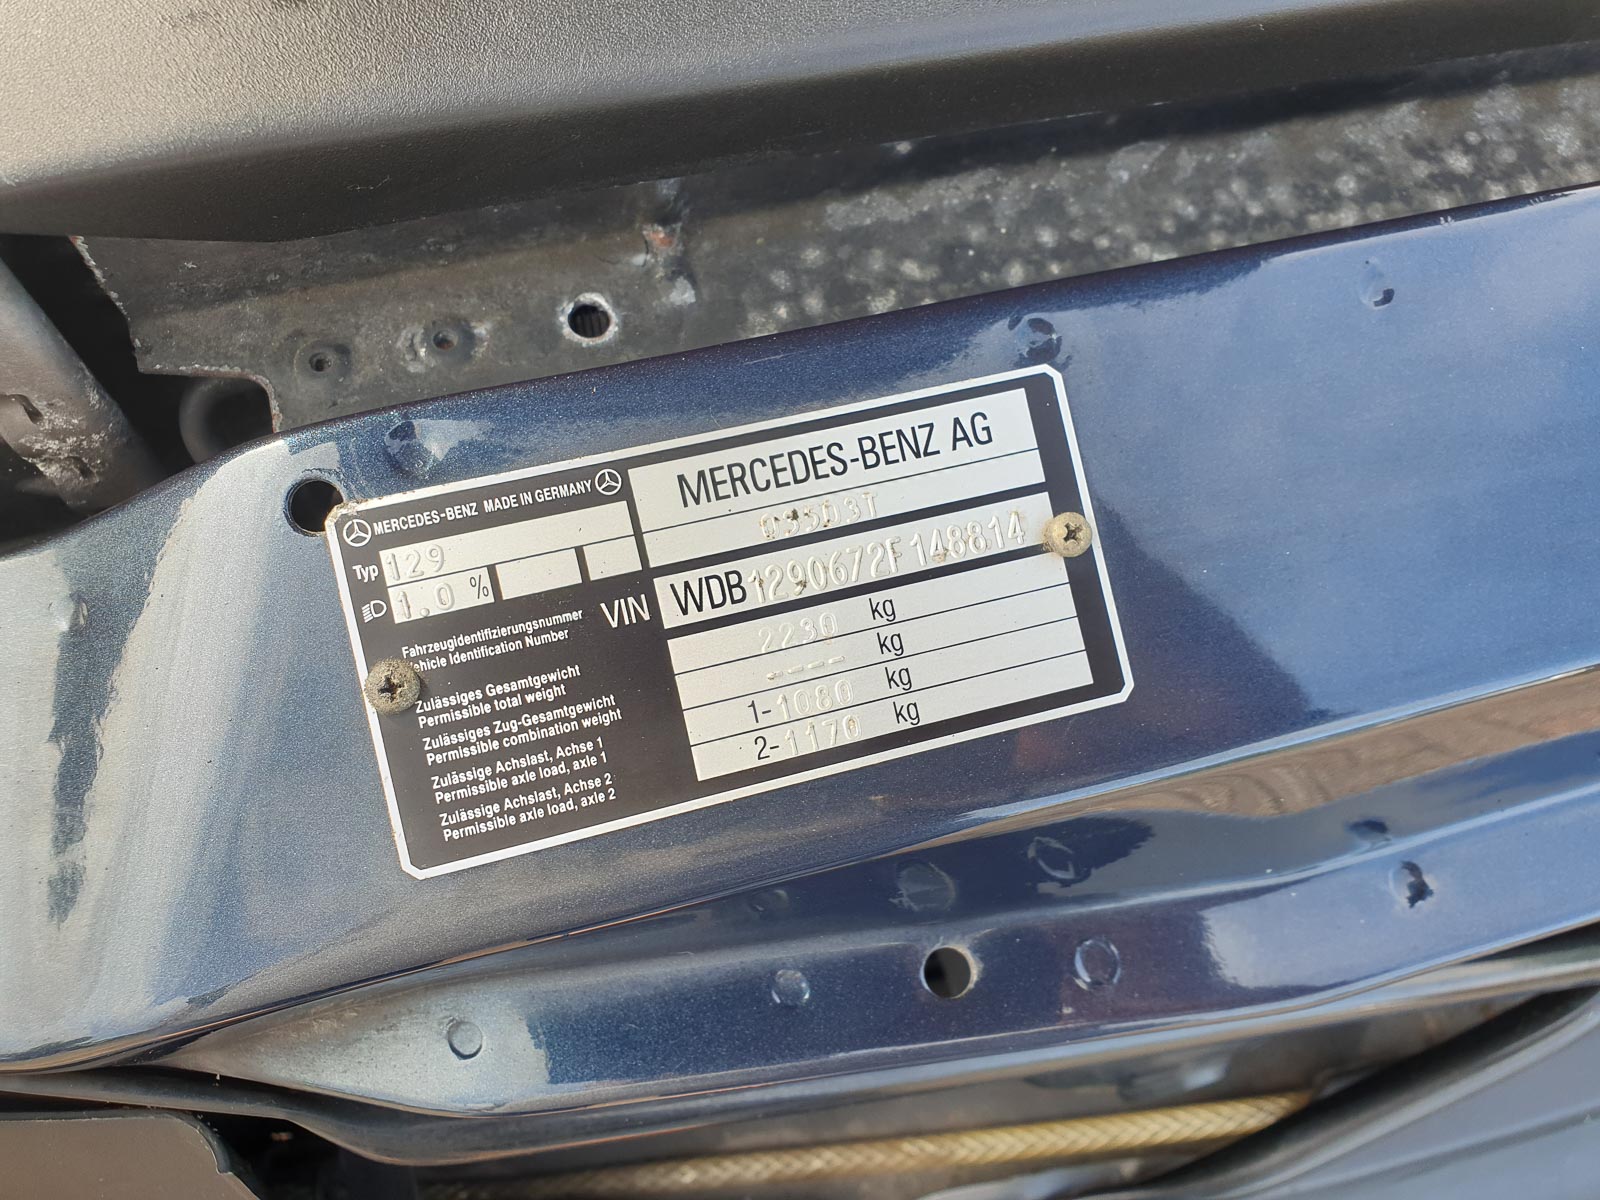 MERCEDES-BENZ MADE IN GERMANY
MERCEDES-BENZ AG
03303T
Typ 129
1.0 %
VIN WDB1290672F148814
Fahrzeugidentifizierungsnummer
Vehicle Identification Number
Zulässiges Gesamtgewicht
Permissible total weight
2230 kg
Zulässiges Zug-Gesamtgewicht
Permissible combination weight
---- kg
Zulässige Achslast, Achse 1
Permissible axle load, axle 1
1-1080 kg
Zulässige Achslast, Achse 2
Permissible axle load, axle 2
2-1170 kg